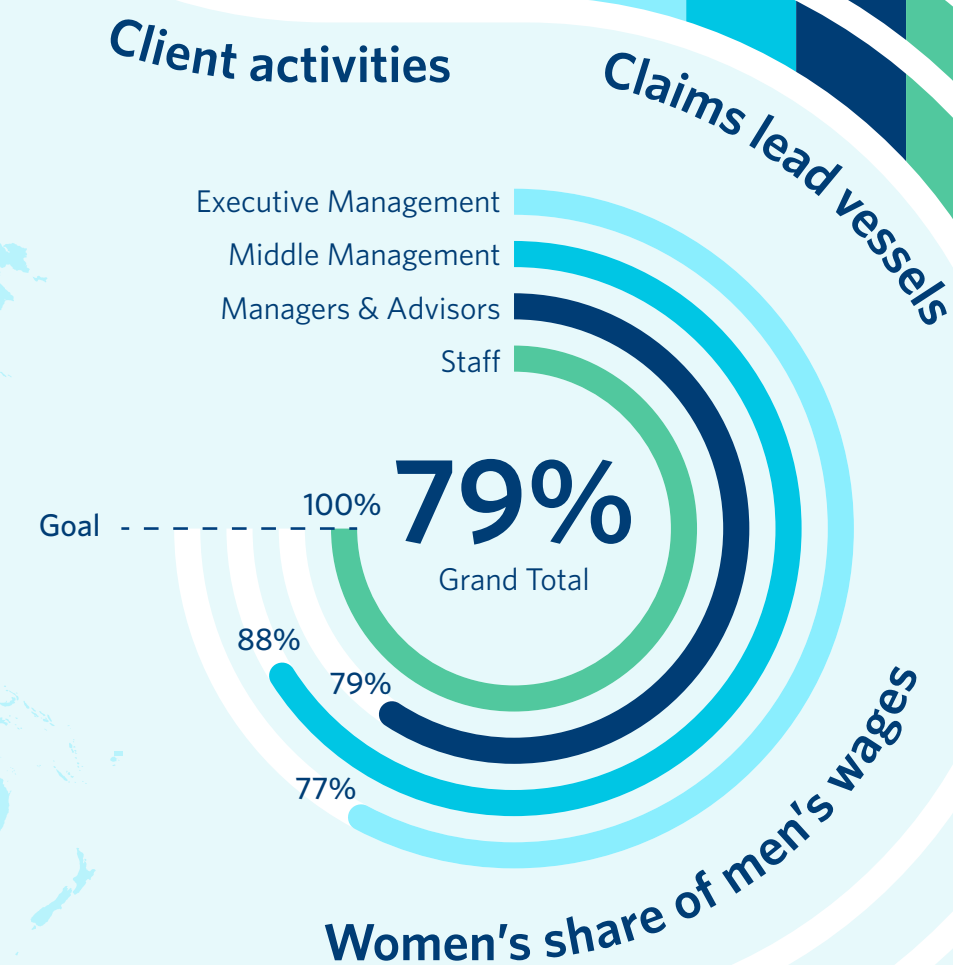 Client activities
Claims lead vessels
Executive Management
Middle Management
Managers & Advisors
Staff
79%
Grand Total
100%
Goal
88%
79%
77%
Women's share of men's wages